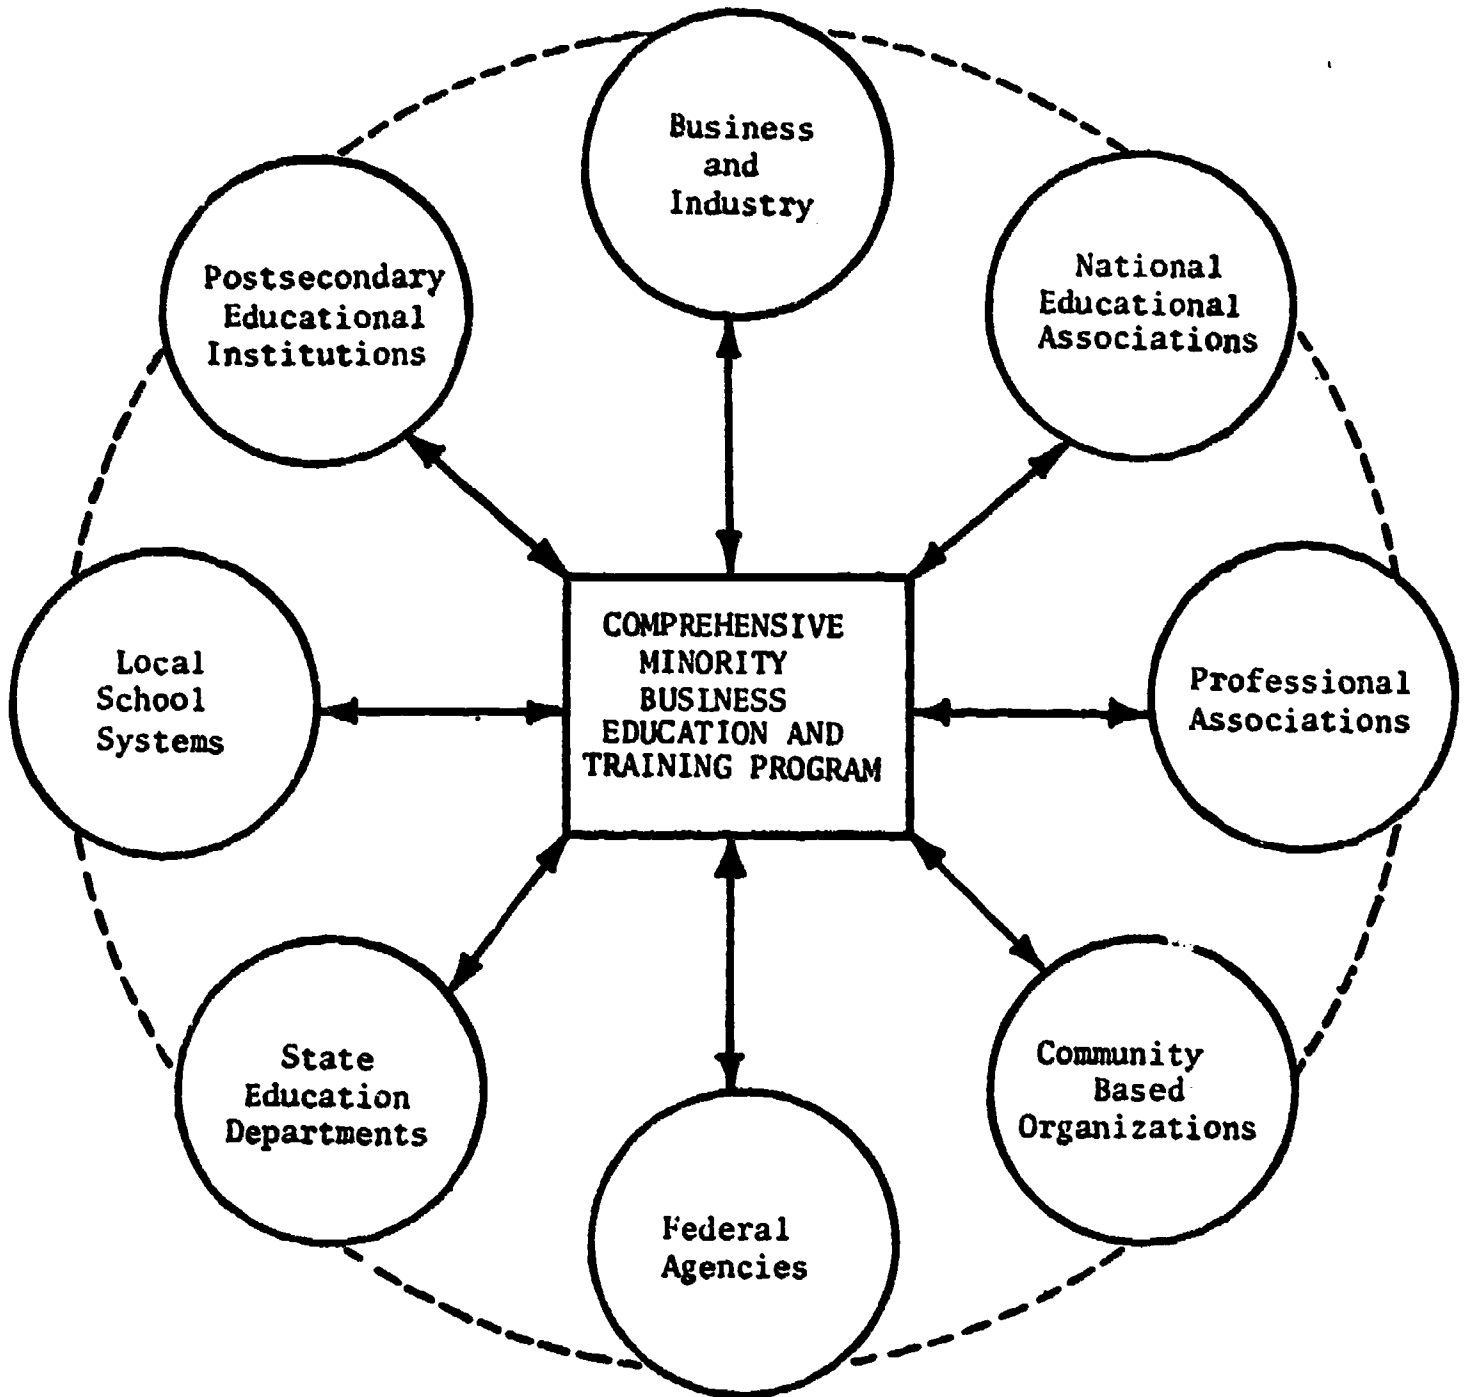 Business
and
Industry
National
Educational
Associations
Professional
Associations
Community
Based
Organizations
Federal
Agencies
State
Education
Departments
Local
School
Systems
Postsecondary
Educational
Institutions
COMPREHENSIVE
MINORITY
BUSINESS
EDUCATION AND
TRAINING PROGRAM